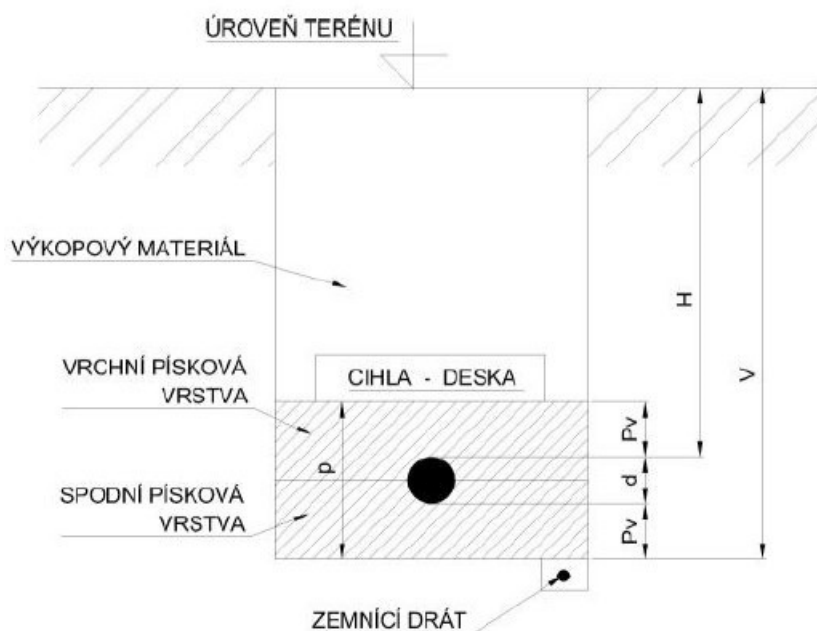 ÚROVEŇ TERÉNU
VÝKOPOVÝ MATERIÁL
VRCHNÍ PÍSKOVÁ
VRSTVA
CIHLA - DESKA
SPODNÍ PÍSKOVÁ
VRSTVA
p
Pv
d
Pv
H
V
ZEMNÍCÍ DRÁT